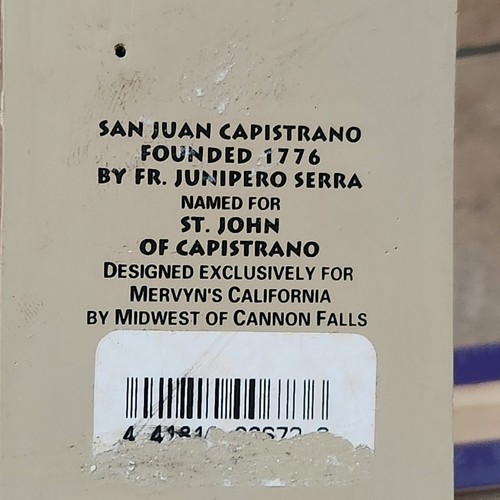 SAN JUAN CAPISTRANO
FOUNDED 1776
BY FR. JUNIPERO SERRA
NAMED FOR
ST. JOHN
OF CAPISTRANO
DESIGNED EXCLUSIVELY FOR
MERVYN'S CALIFORNIA
BY MIDWEST OF CANNON FALLS
4